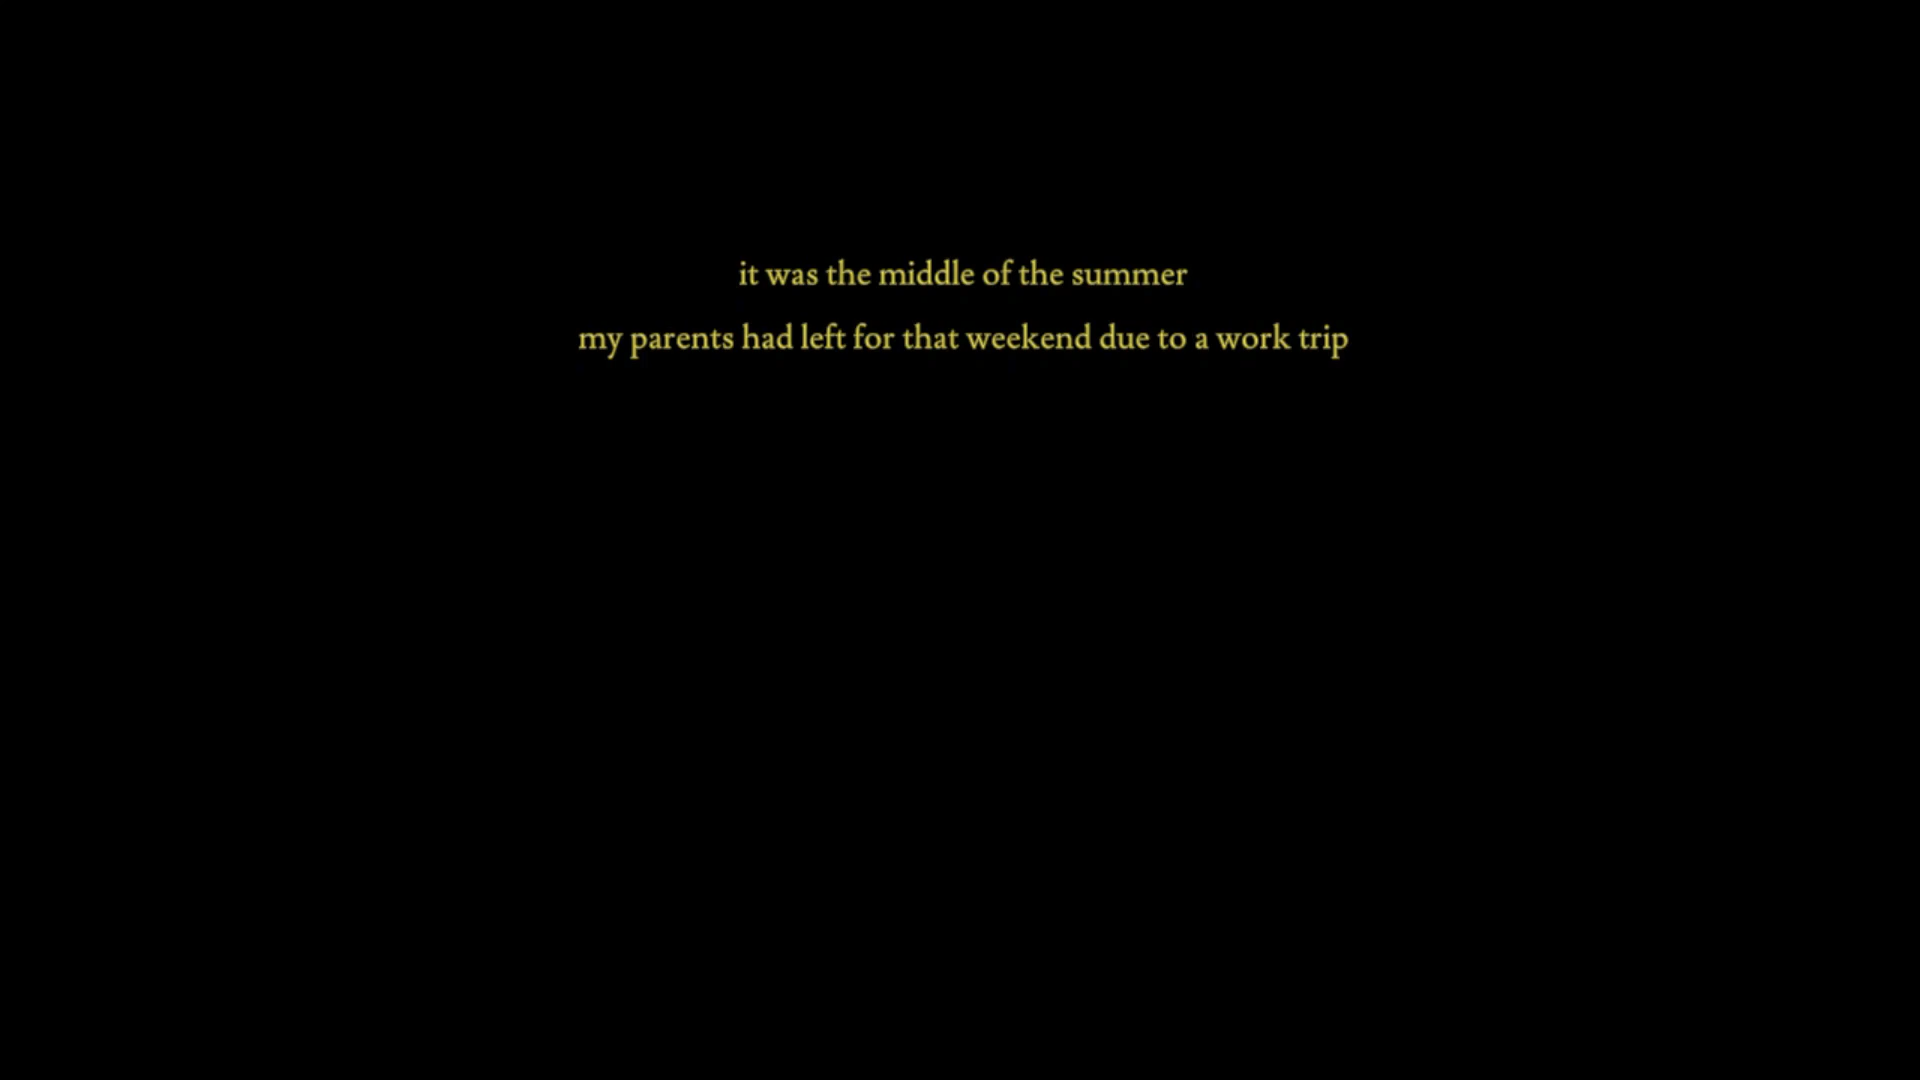 it was the middle of the summer
my parents had left for that weekend due to a work trip